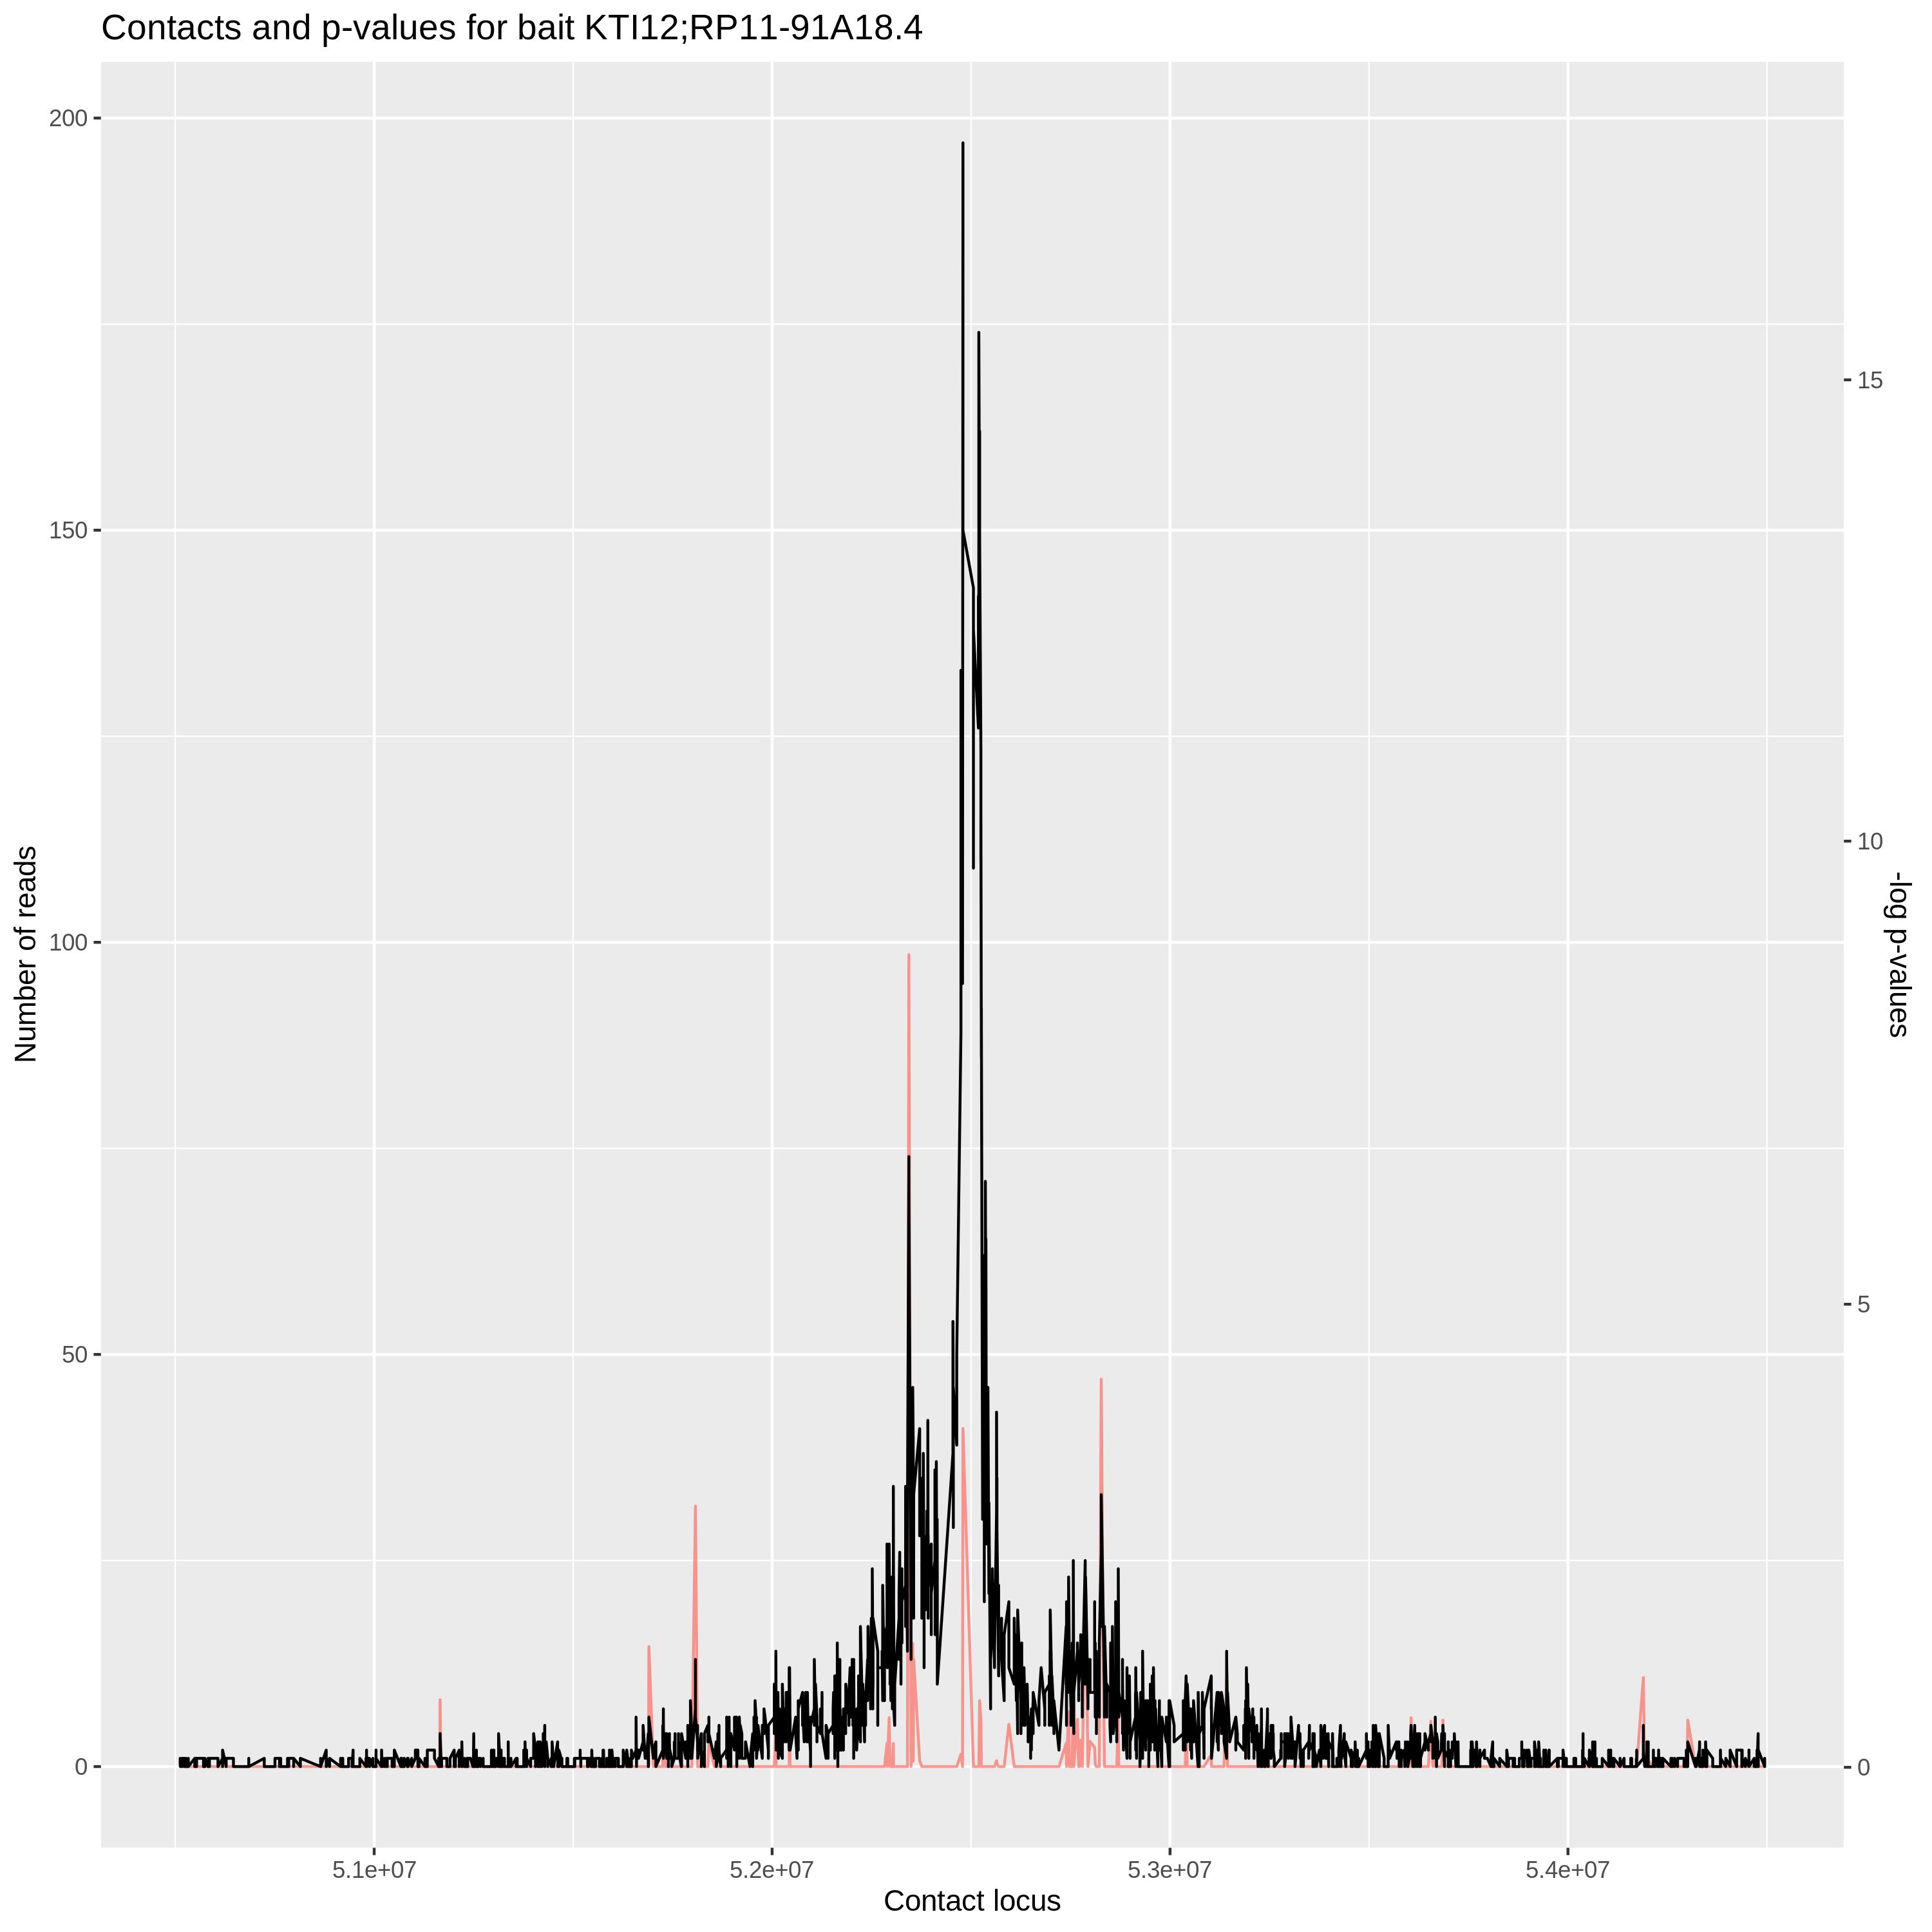 Contacts and p-values for bait KTI12;RP11-91A18.4
200
150
100
50
0
Number of reads
15
10
5
0
-log p-values
5.1e+07
5.2e+07
5.3e+07
5.4e+07
Contact locus